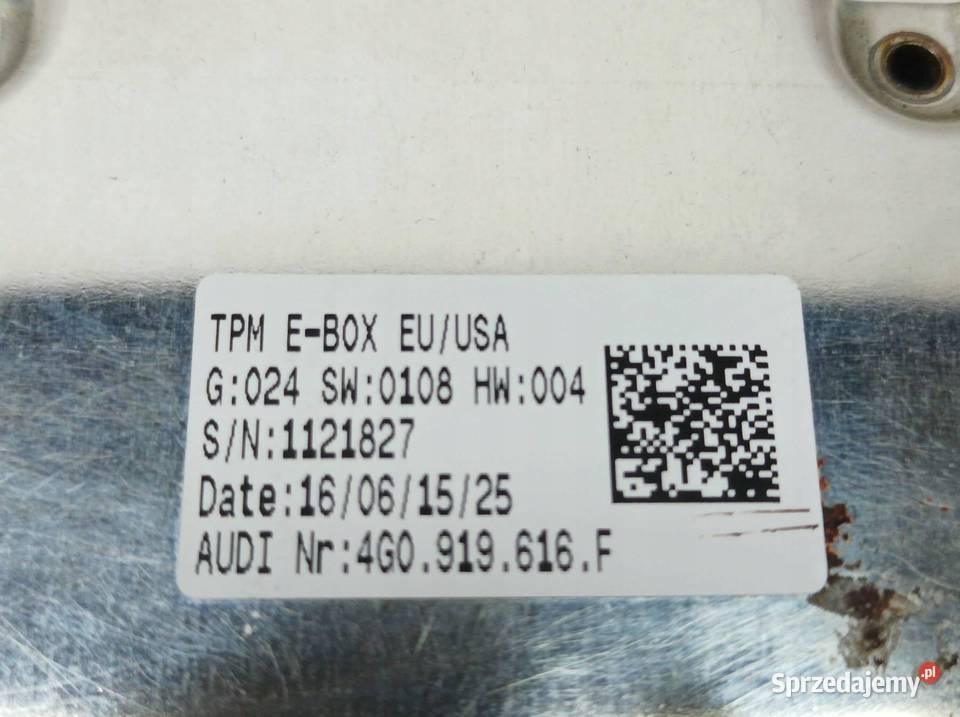 TPM E-BOX EU/USA
G:024 SW:0108 HW:004
S/N:1121827
Date:16/06/15/25
AUDI Nr:4G0.919.616.F
Sprzedajemy.pl